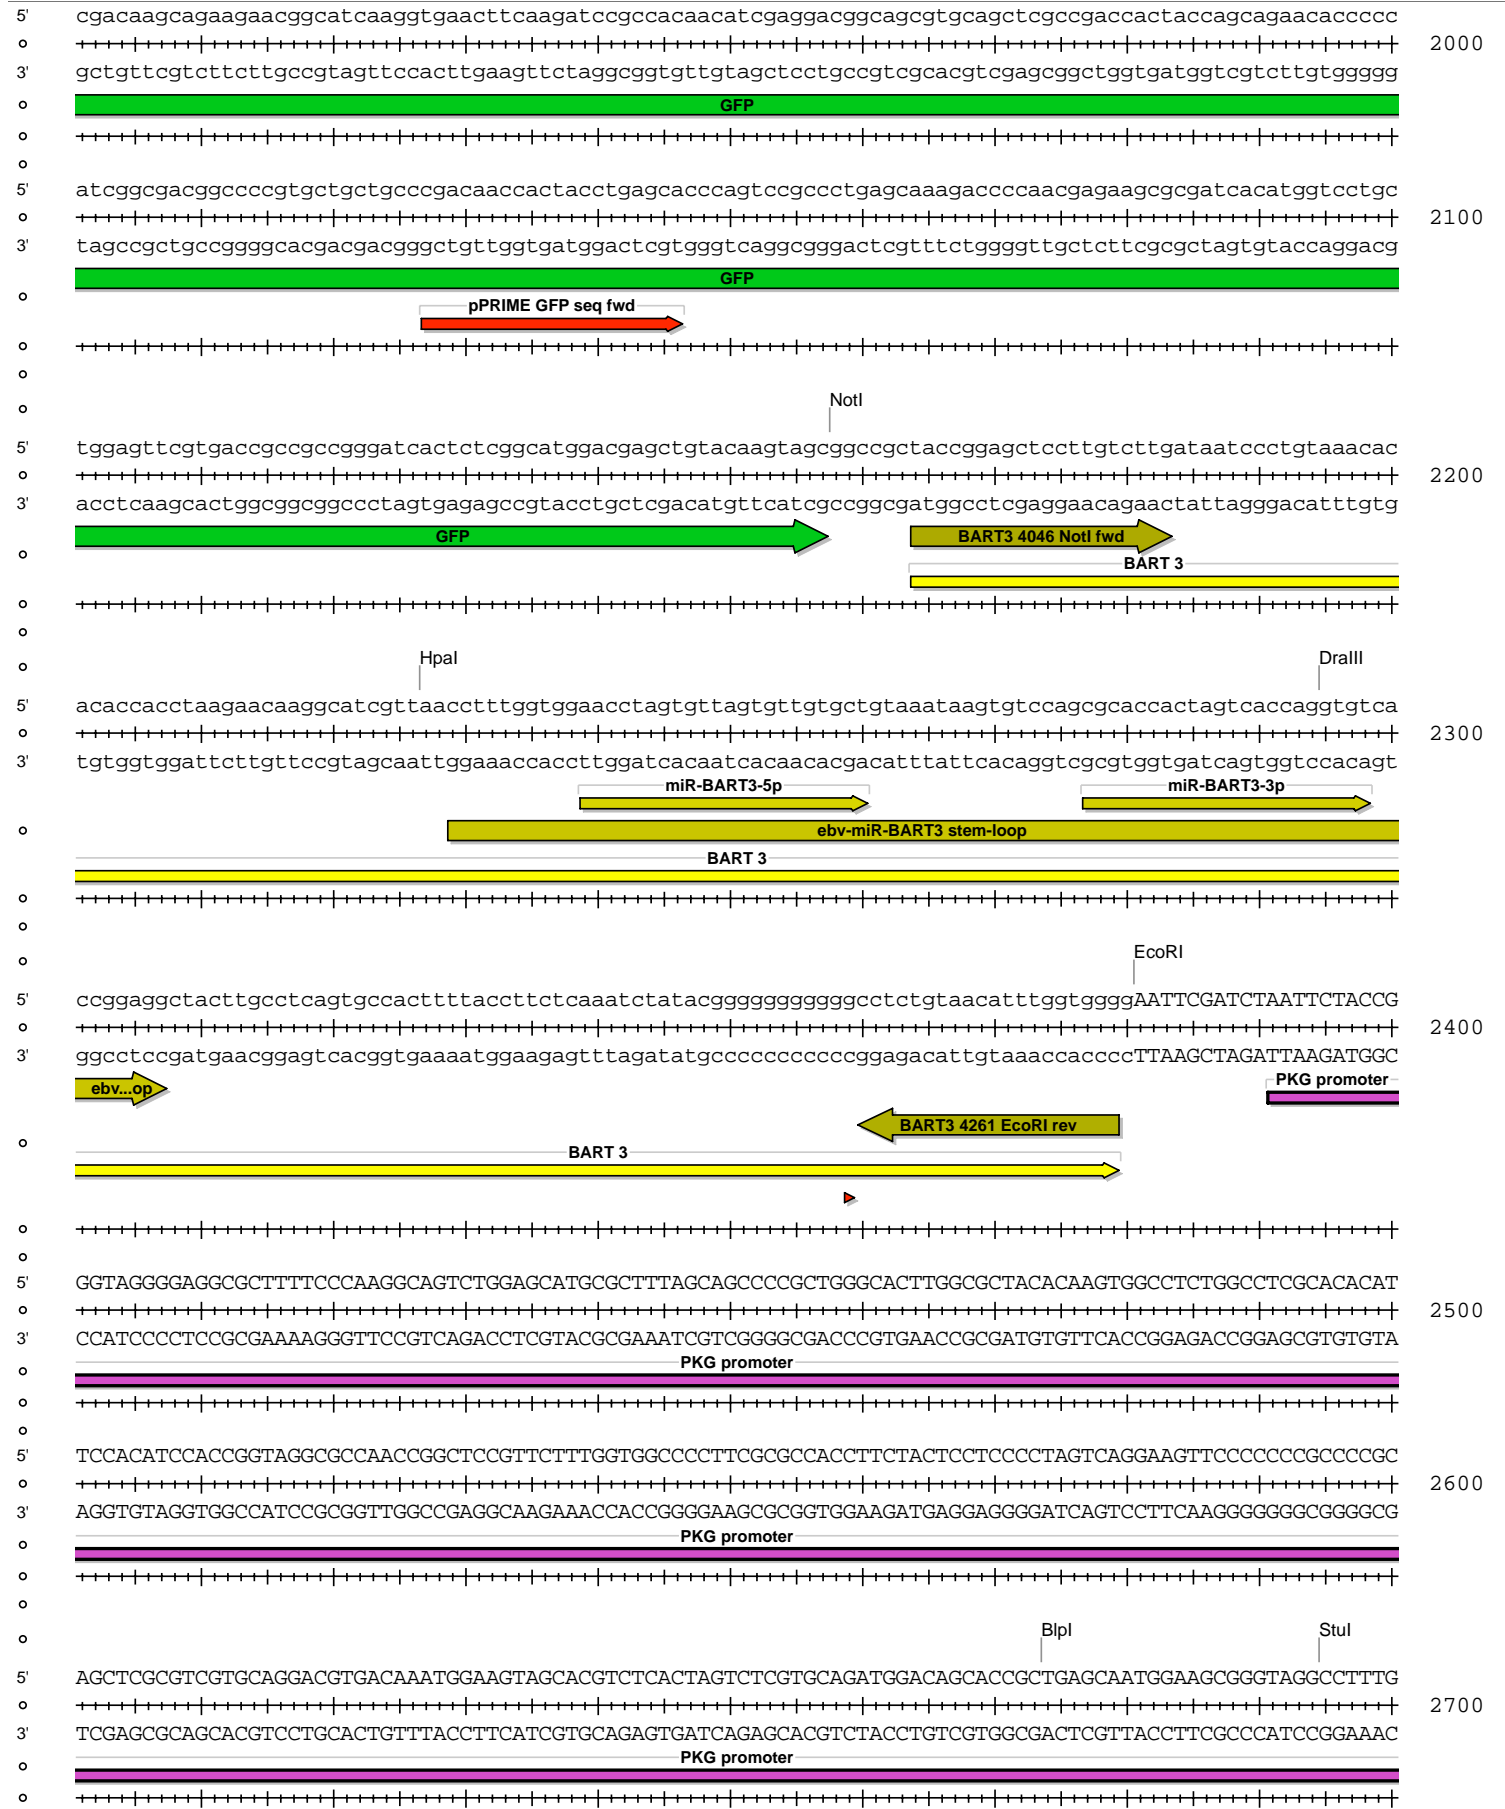 5' cgacaagcagaagaacggcatcaaggtgaacttcaagatccgccacaacatcgaggacggcagcgtgcagctcgccgaccactaccagcagaacaccccc
2000
3' gctgttcgtcttcttgccgtagttccacttgaagttctaggcggtgttgtagctcctgccgtcgcacgtcgagcggctggtgatggtcgtcttgtggggg
GFP
5' atcggcgacggccccgtgctgctgcccgacaaccactacctgagcacccagtccgccctgagcaaagaccccaacgagaagcgcgatcacatggtcctgc
2100
3' tagccgctgccggggcacgacgacgggctgttggtgatggactcgtgggtcaggcgggactcgtttctggggttgctcttcgcgctagtgtaccaggacg
GFP
pPRIME GFP seq fwd
NotI
5' tggagttcgtgaccgccgccgggatcactctcggcatggacgagctgtacaagtagcggccgctaccggagctccttgtcttgataatccctgtaaacac
2200
3' acctcaagcactggcggcggccctagtgagagccgtacctgctcgacatgttcatcgccggcgatggcctcgaggaacagaactattagggacatttgtg
GFP
BART3 4046 NotI fwd
BART 3
HpaI DraIII
5' acaccacctaagaacaaggcatcgttaacctttggtggaacctagtgttagtgttgtgctgtaaataagtgtccagcgcaccactagtcaccaggtgtca
2300
3' tgtggtggattcttgttccgtagcaattggaaaccaccttggatcacaatcacaacacgacatttattcacaggtcgcgtggtgatcagtggtccacagt
miR-BART3-5p miR-BART3-3p
ebv-miR-BART3 stem-loop
BART 3
EcoRI
5' ccggaggctacttgcctcagtgccacttttaccttctcaaatctatacgggggggggggcctctgtaacatttggtggggAATTCGATCTAATTCTACCG
2400
3' ggcctccgatgaacggagtcacggtgaaaatggaagagtttagatatgccccccccccccggagacattgtaaaccaccccTTAAGCTAGATTAAGATGGC
ebv...op
PKG promoter
BART3 4261 EcoRI rev
BART 3
5' GGTAGGGGAGGCGCTTTTCCCAAGGCAGTCTGGAGCATGCGCTTTAGCAGCCCCGCTGGGCACTTGGCGCTACACAAGTGGCCTCTGGCCTCGCACACAT
2500
3' CCATCCCCTCCGCGAAAAGGGTTCCGTCAGACCTCGTACGCGAAATCGTCGGGGCGACCCGTGAACCGCGATGTGTTCACCGGAGACCGGAGCGTGTGTA
PKG promoter
5' TCCACATCCACCGGTAGGCGCCAACCGGCTCCGTTCTTTGGTGGCCCCTTCGCGCCACCTTCTACTCCTCCCCTAGTCAGGAAGTTCCCCCCCGCCCCGC
2600
3' AGGTGTAGGTGGCCATCCGCGGTTGGCCGAGGCAAGAAACCACCGGGGAAGCGCGGTGGAAGATGAGGAGGGGATCAGTCCTTCAAGGGGGGGCGGGGCG
PKG promoter
BlpI StuI
5' AGCTCGCGTCGTGCAGGACGTGACAAATGGAAGTAGCACGTCTCACTAGTCTCGTGCAGATGGACAGCACCGCTGAGCAATGGAAGCGGGTAGGCCTTTG
2700
3' TCGAGCGCAGCACGTCCTGCACTGTTTACCTTCATCGTGCAGAGTGATCAGAGCACGTCTACCTGTCGTGGCGACTCGTTACCTTCGCCCATCCGGAAAC
PKG promoter